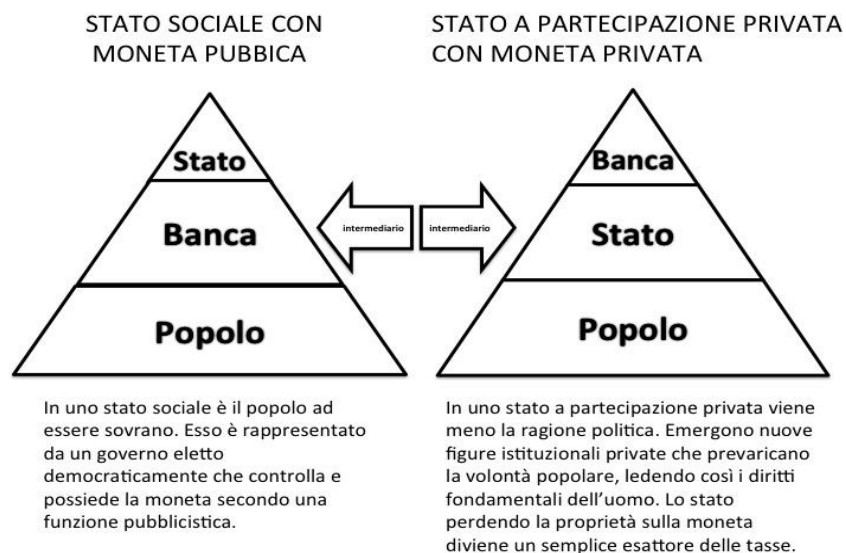 STATO SOCIALE CON
MONETA PUBBICA
STATO A PARTECIPAZIONE PRIVATA
CON MONETA PRIVATA
Stato
Banca
Popolo
intermediario
intermediario
Banca
Stato
Popolo
In uno stato sociale è il popolo ad
essere sovrano. Esso è rappresentato
da un governo eletto
democraticamente che controlla e
possiede la moneta secondo una
funzione pubblicistica.
In uno stato a partecipazione privata viene
meno la ragione politica. Emergono nuove
figure istituzionali private che prevaricano
la volontà popolare, ledendo così i diritti
fondamentali dell'uomo. Lo stato
perdendo la proprietà sulla moneta
diviene un semplice esattore delle tasse.